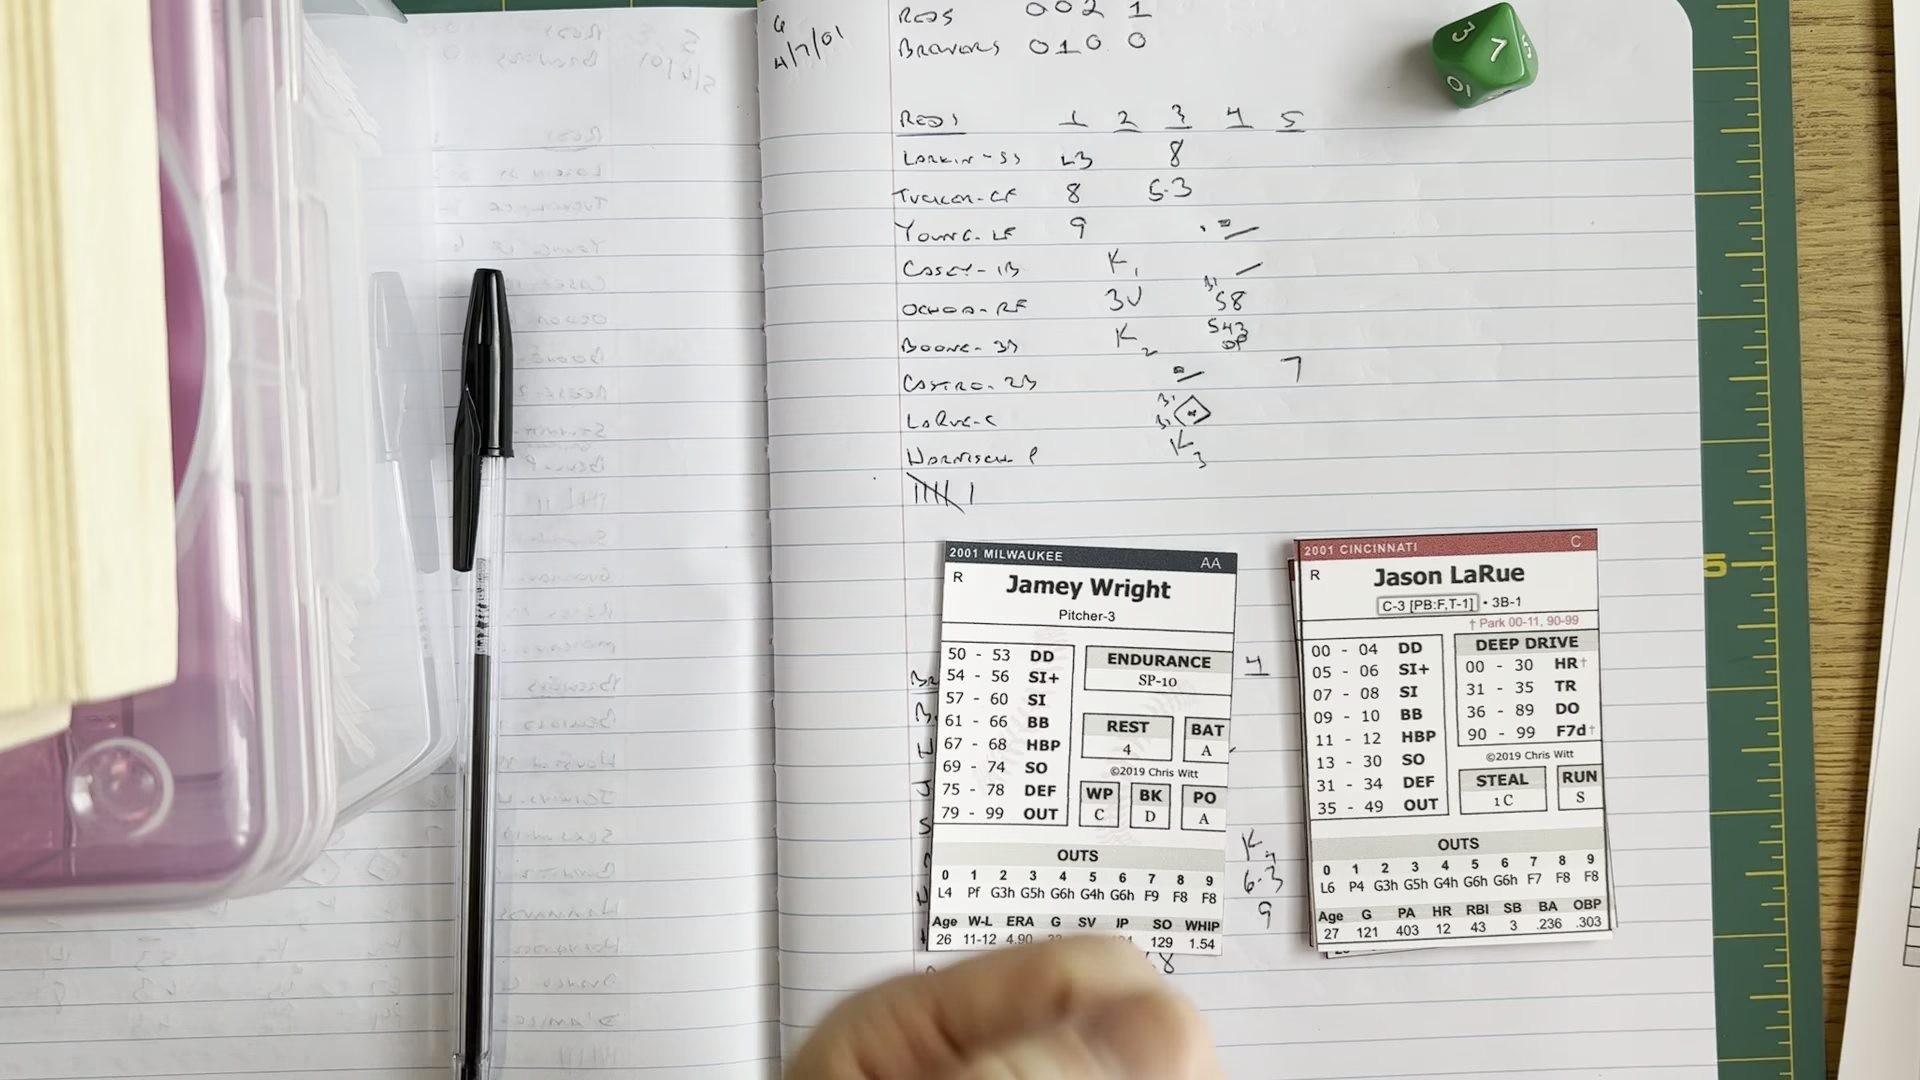 6
4/7/01
REDS 0 0 2 1
BREWERS 0 1 0 0
REDS 1 2 3 4 5
LARKIN - SS L3 8
TUCKER - CF 8 5-3
YOUNG - LF 9
CASEY - 1B K1
OCHOA - RF 3U 58
BOONE - 3B K2 543 DP
CASTRO - 2B 7
LARUE - C
HARNISCH - P K3
4
K4
6-3
9
8
3 7
10
5
2001 MILWAUKEE AA
R Jamey Wright
Pitcher-3
50 - 53 DD
54 - 56 SI+
57 - 60 SI
61 - 66 BB
67 - 68 HBP
69 - 74 SO
75 - 78 DEF
79 - 99 OUT
ENDURANCE
SP-10
REST BAT
4 A
©2019 Chris Witt
WP BK PO
C D A
OUTS
0 1 2 3 4 5 6 7 8 9
L4 Pf G3h G5h G6h G4h G6h F9 F8 F8
Age W-L ERA G SV IP SO WHIP
26 11-12 4.90 129 1.54
2001 CINCINNATI C
R Jason LaRue
C-3 [PB:F,T-1] • 3B-1
† Park 00-11, 90-99
00 - 04 DD
05 - 06 SI+
07 - 08 SI
09 - 10 BB
11 - 12 HBP
13 - 30 SO
31 - 34 DEF
35 - 49 OUT
DEEP DRIVE
00 - 30 HR†
31 - 35 TR
36 - 89 DO
90 - 99 F7d†
©2019 Chris Witt
STEAL RUN
1C S
OUTS
0 1 2 3 4 5 6 7 8 9
L6 P4 G3h G5h G4h G6h G6h F7 F8 F8
Age G PA HR RBI SB BA OBP
27 121 403 12 43 3 .236 .303